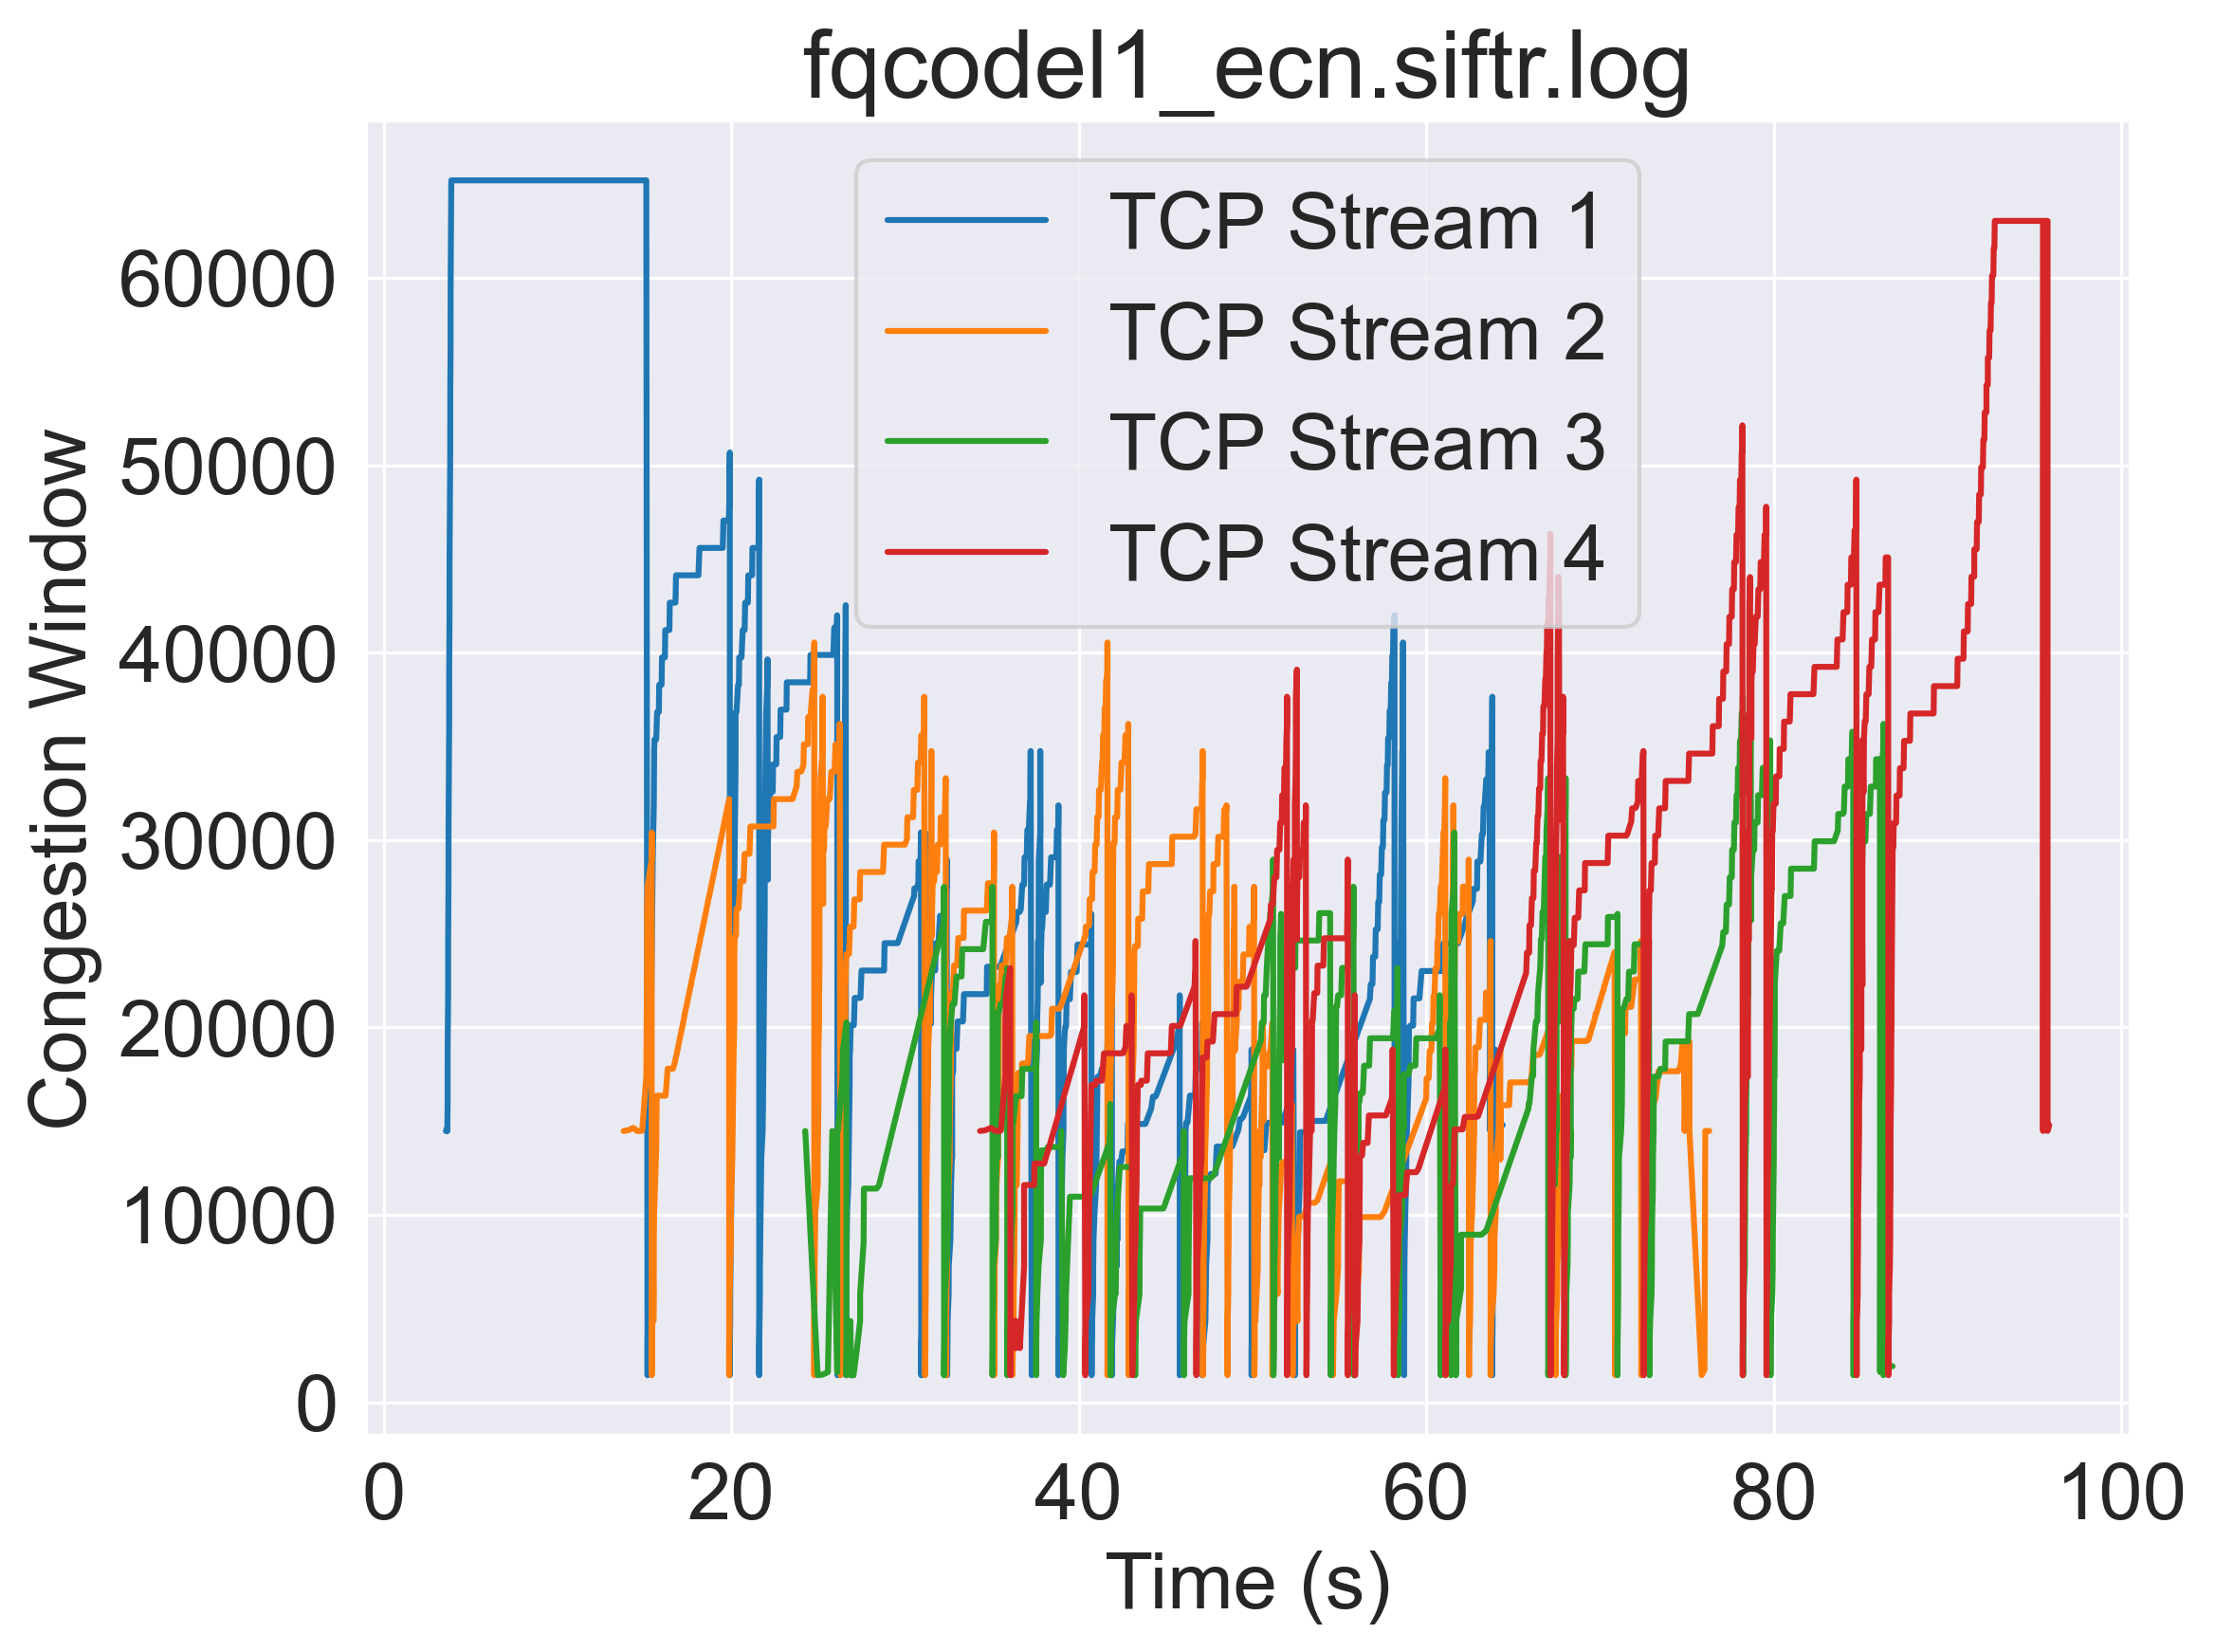 fqcodel1_ecn.siftr.log
TCP Stream 1
TCP Stream 2
TCP Stream 3
TCP Stream 4
Congestion Window
60000
50000
40000
30000
20000
10000
0
0 20 40 60 80 100
Time (s)